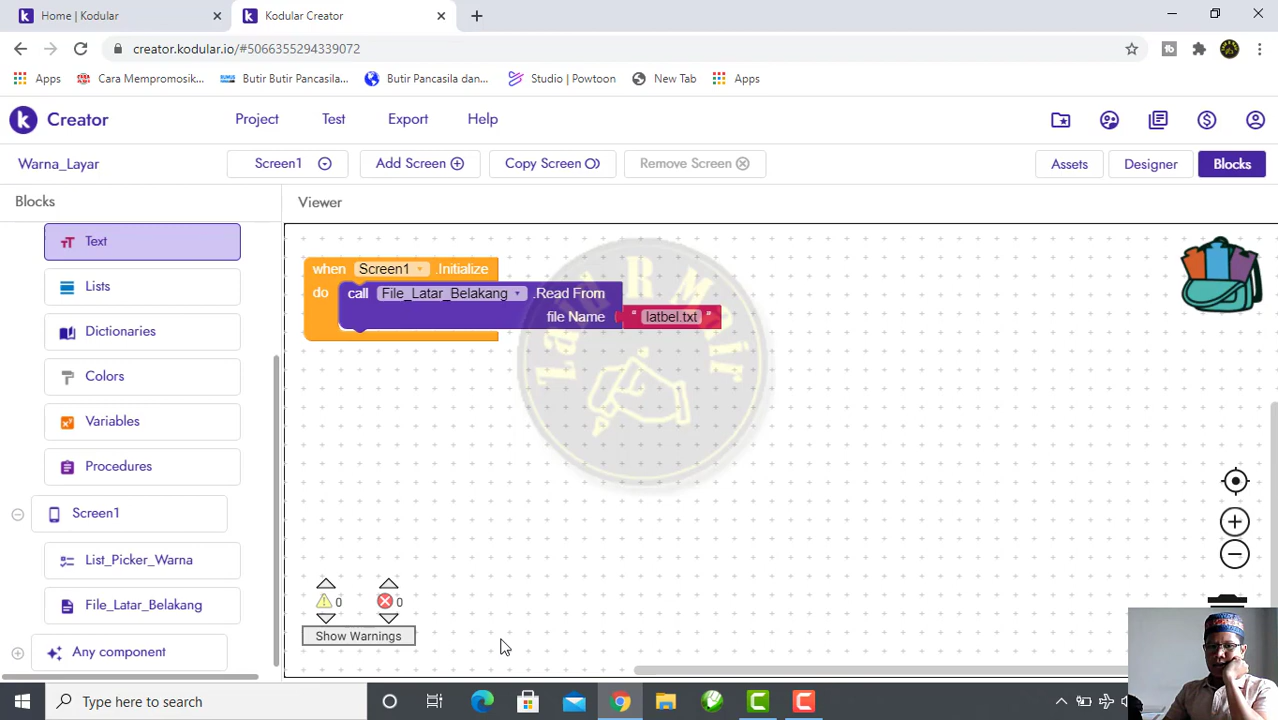 Home | Kodular
Kodular Creator
creator.kodular.io/#5066355294339072
Apps
Cara Mempromosik...
Butir Butir Pancasila...
Butir Pancasila dan...
Studio | Powtoon
New Tab
Apps
Creator
Project
Test
Export
Help
Warna_Layar
Screen1
Add Screen
Copy Screen
Remove Screen
Assets
Designer
Blocks
Blocks
Viewer
Text
Lists
Dictionaries
Colors
Variables
Procedures
Screen1
List_Picker_Warna
File_Latar_Belakang
Any component
when Screen1 .Initialize
do call File_Latar_Belakang .Read From
file Name " latbel.txt "
0 0
Show Warnings
Type here to search